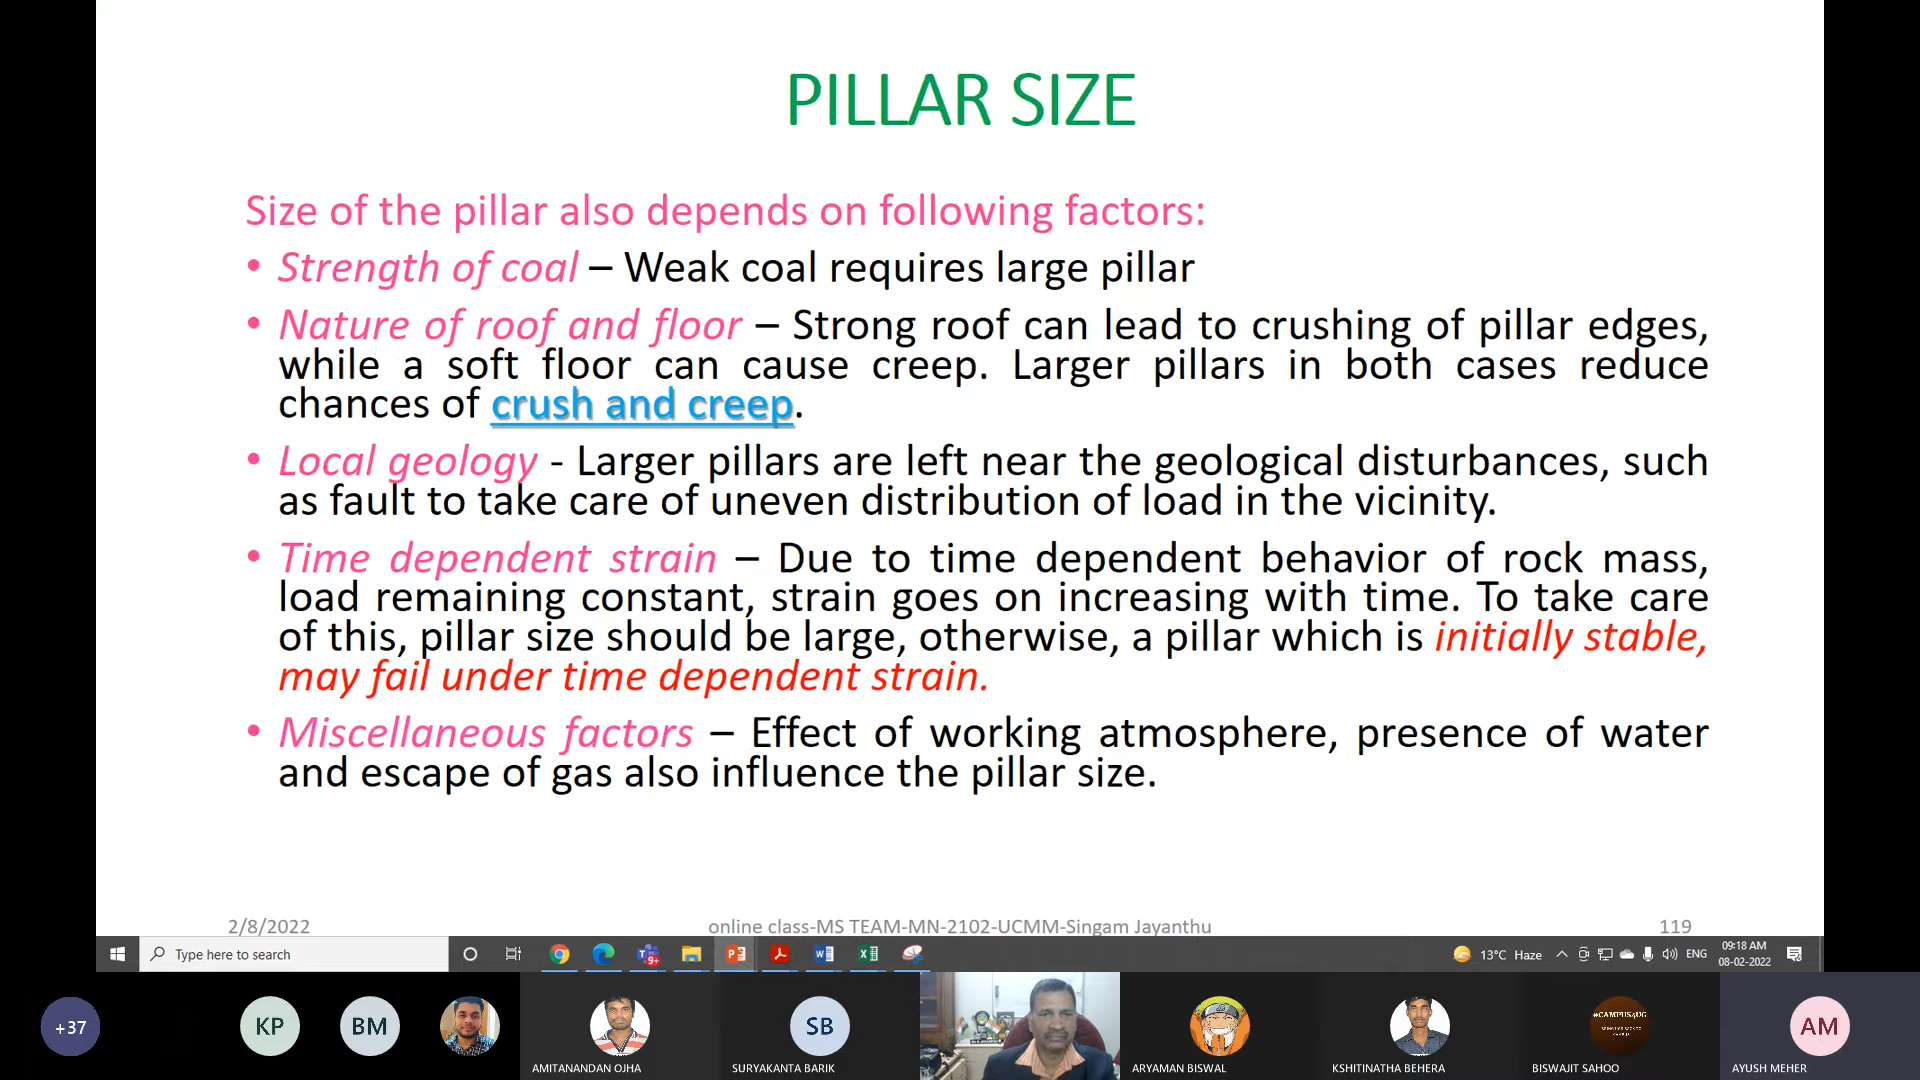 PILLAR SIZE
Size of the pillar also depends on following factors:
• Strength of coal – Weak coal requires large pillar
• Nature of roof and floor – Strong roof can lead to crushing of pillar edges,
while a soft floor can cause creep. Larger pillars in both cases reduce
chances of crush and creep.
• Local geology - Larger pillars are left near the geological disturbances, such
as fault to take care of uneven distribution of load in the vicinity.
• Time dependent strain – Due to time dependent behavior of rock mass,
load remaining constant, strain goes on increasing with time. To take care
of this, pillar size should be large, otherwise, a pillar which is initially stable,
may fail under time dependent strain.
• Miscellaneous factors – Effect of working atmosphere, presence of water
and escape of gas also influence the pillar size.
2/8/2022 online class-MS TEAM-MN-2102-UCMM-Singam Jayanthu 119
Type here to search 9+ 13°C Haze ENG 09:18 AM
08-02-2022
+37 KP BM SB #CAMPUS4UG AM
AMITANANDAN OJHA SURYAKANTA BARIK ARYAMAN BISWAL KSHITINATHA BEHERA BISWAJIT SAHOO AYUSH MEHER